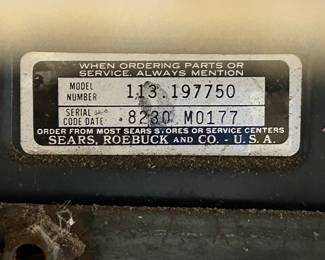 WHEN ORDERING PARTS OR
SERVICE, ALWAYS MENTION
MODEL
NUMBER 113.197750
SERIAL
CODE DATE 8230 M0177
ORDER FROM MOST SEARS STORES OR SERVICE CENTERS
SEARS, ROEBUCK AND CO. - U.S.A.